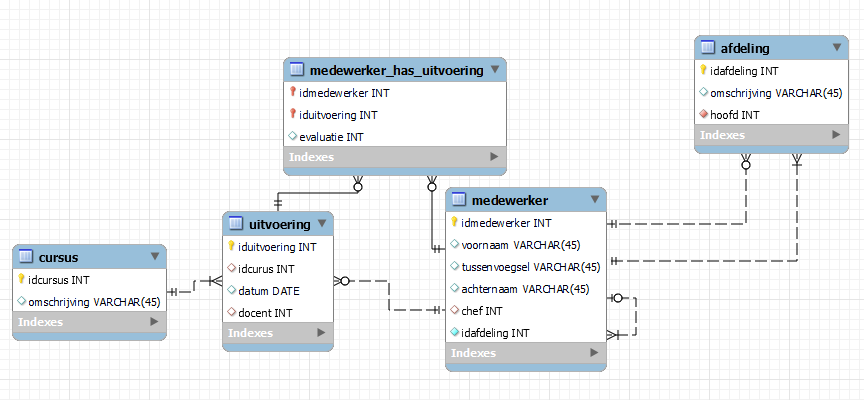 medewerker_has_uitvoering
idmedewerker INT
iduitvoering INT
evaluatie INT
Indexes
afdeling
idafdeling INT
omschrijving VARCHAR(45)
hoofd INT
Indexes
cursus
idcursus INT
omschrijving VARCHAR(45)
Indexes
uitvoering
iduitvoering INT
idcurus INT
datum DATE
docent INT
Indexes
medewerker
idmedewerker INT
voornaam VARCHAR(45)
tussenvoegsel VARCHAR(45)
achternaam VARCHAR(45)
chef INT
idafdeling INT
Indexes